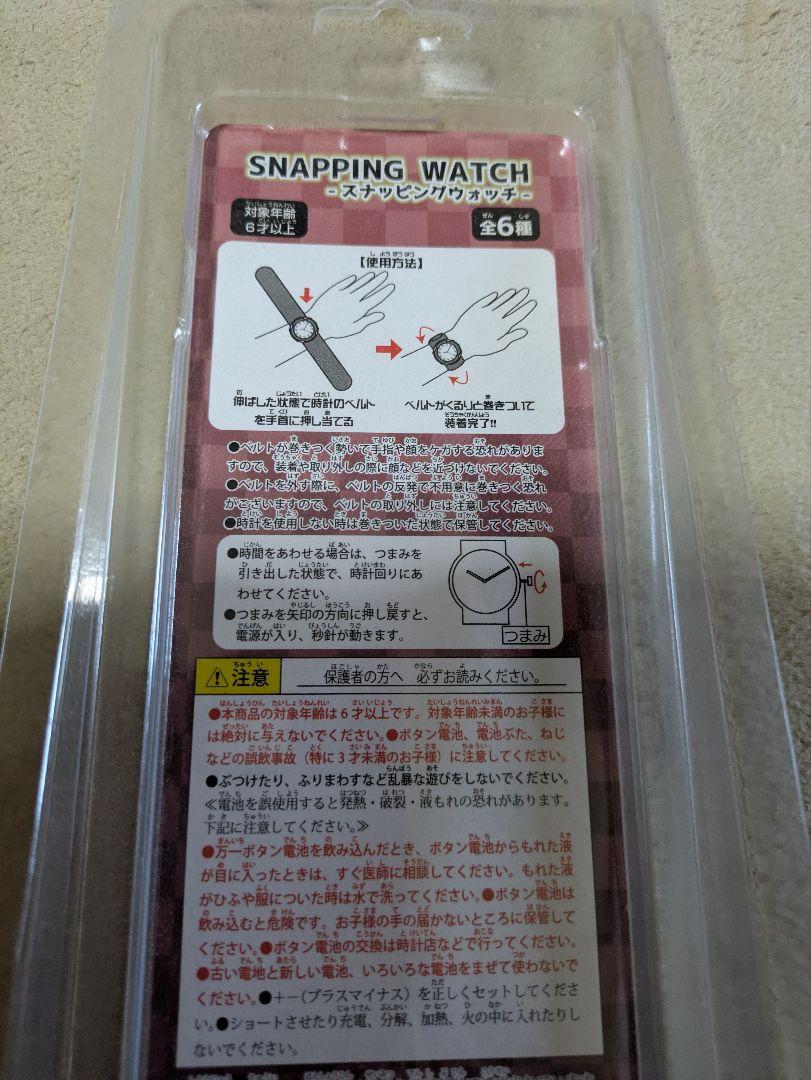 SNAPPING WATCH
-スナッピングウォッチ-
対象年齢
6才以上
全6種
【使用方法】
伸ばした状態で時計のベルト
を手首に押し当てる
ベルトがくるりと巻きついて
装着完了!!
●ベルトが巻きつく勢いで手指や顔をケガする恐れがありま
すので、装着や取り外しの際に顔などを近づけないでください。
●ベルトを外す際に、ベルトの反発で不用意に巻きつく恐れ
がございますので、ベルトの取り外しには注意してください。
●時計を使用しない時は巻きついた状態で保管してください。
●時間をあわせる場合は、つまみを
引き出した状態で、時計回りにあ
わせてください。
●つまみを矢印の方向に押し戻すと、
電源が入り、秒針が動きます。
つまみ
注意
保護者の方へ 必ずお読みください。
●本商品の対象年齢は6才以上です。対象年齢未満のお子様に
は絶対に与えないでください。●ボタン電池、電池ぶた、ねじ
などの誤飲事故（特に3才未満のお子様）に注意してください。
●ぶつけたり、ふりまわすなど乱暴な遊びをしないでください。
≪電池を誤使用すると発熱・破裂・液もれの恐れがあります。
下記に注意してください。≫
●万一ボタン電池を飲み込んだとき、ボタン電池からもれた液
が目に入ったときは、すぐ医師に相談してください。もれた液
がひふや服についた時は水で洗ってください。●ボタン電池は
飲み込むと危険です。お子様の手の届かないところに保管して
ください。●ボタン電池の交換は時計店などで行ってください。
●古い電地と新しい電池、いろいろな電池をまぜて使わないで
ください。●＋－(プラスマイナス）を正しくセットしてくださ
い。●ショートさせたり充電、分解、加熱、火の中に入れたりし
ないでください。